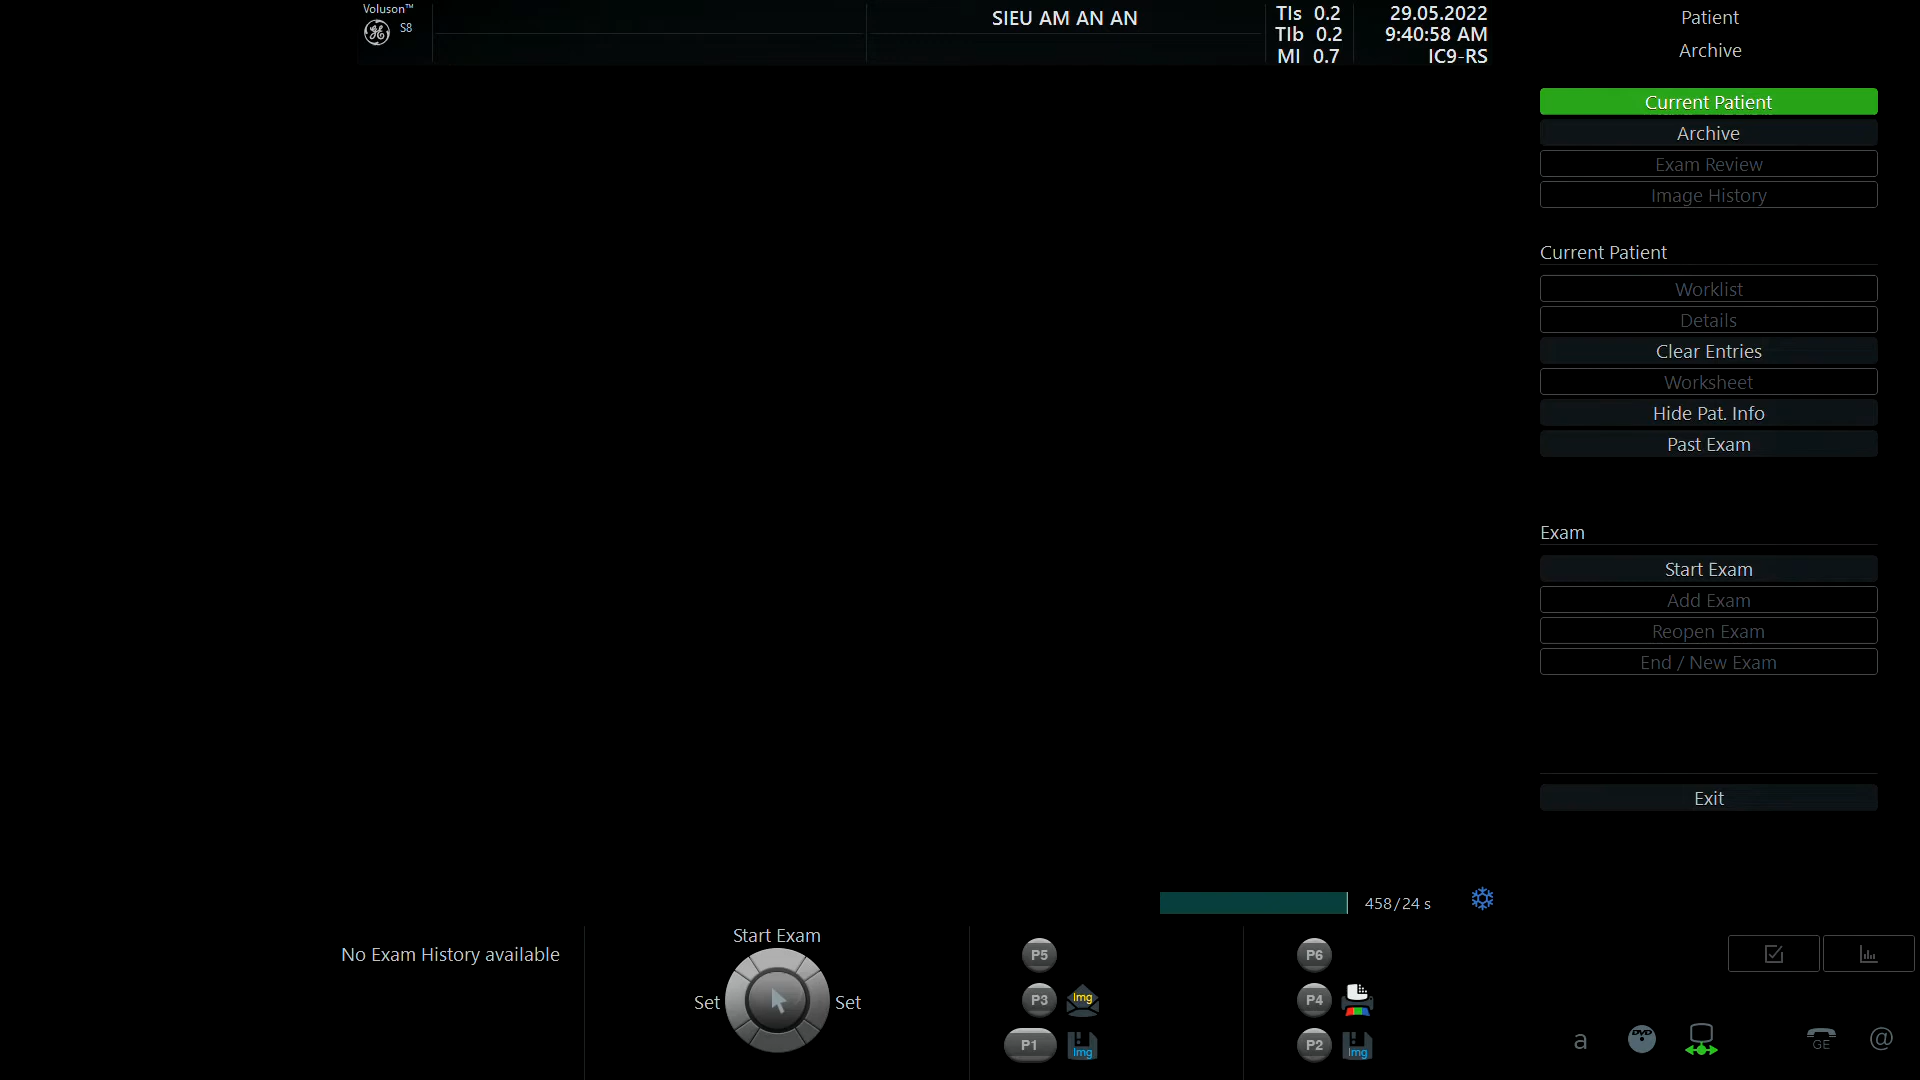 Voluson™
S8
SIEU AM AN AN
TIs 0.2
TIb 0.2
MI 0.7
29.05.2022
9:40:58 AM
IC9-RS
Patient
Archive
Current Patient
Archive
Exam Review
Image History
Current Patient
Worklist
Details
Clear Entries
Worksheet
Hide Pat. Info
Past Exam
Exam
Start Exam
Add Exam
Reopen Exam
End / New Exam
Exit
458/24 s
No Exam History available
Start Exam
Set
Set
P5
P3
Img
P1
Img
P6
P4
P2
Img
a
DVD
GE
@